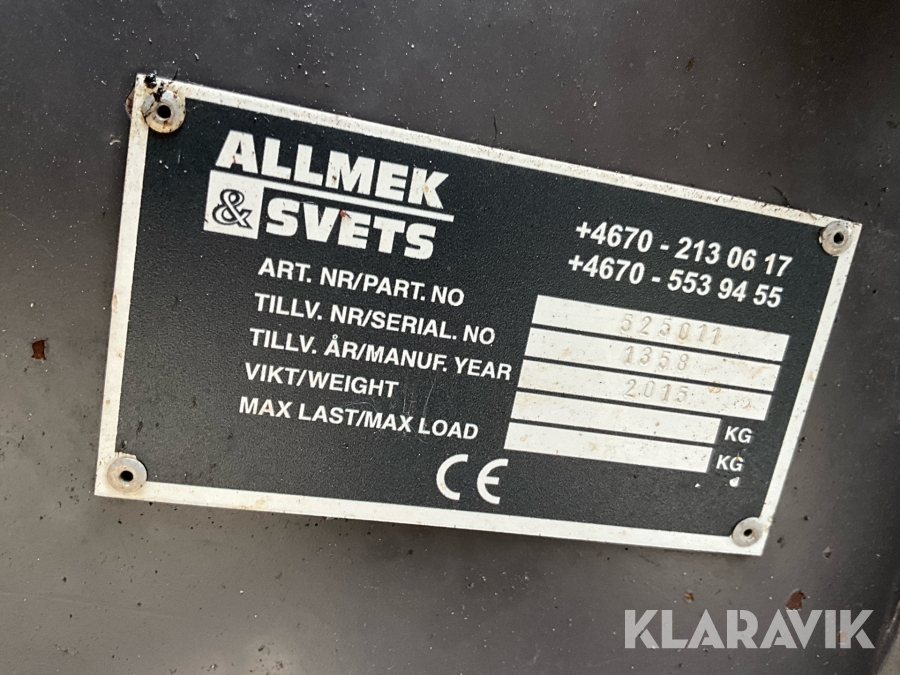 ALLMEK
& SVETS
+4670 - 213 06 17
+4670 - 553 94 55
ART. NR/PART. NO 525011
TILLV. NR/SERIAL. NO 1358
TILLV. ÅR/MANUF. YEAR 2015
VIKT/WEIGHT KG
MAX LAST/MAX LOAD KG
CE
KLARAVIK